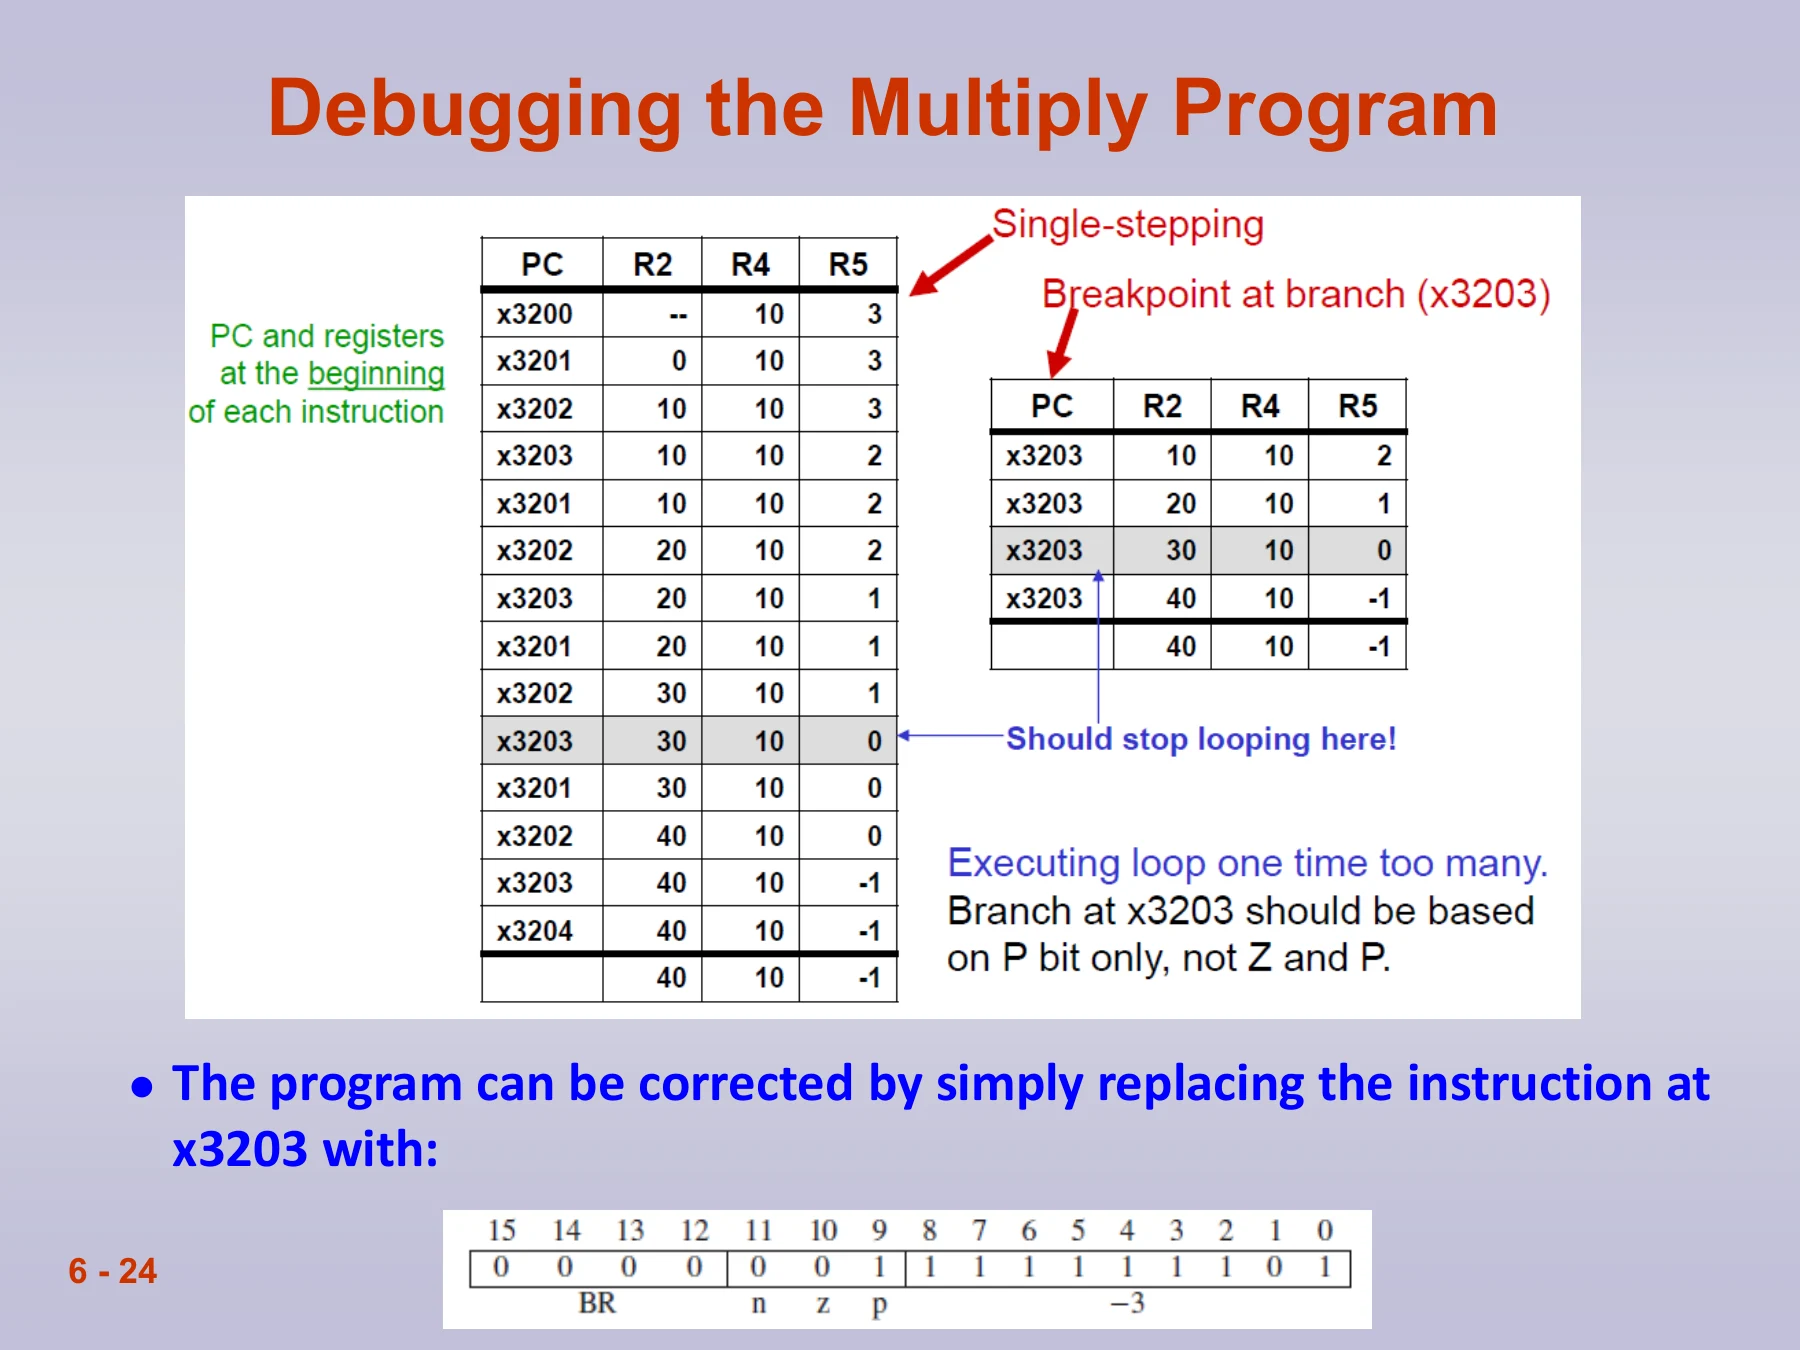 Debugging the Multiply Program
PC and registers
at the beginning
of each instruction
PC R2 R4 R5
x3200 -- 10 3
x3201 0 10 3
x3202 10 10 3
x3203 10 10 2
x3201 10 10 2
x3202 20 10 2
x3203 20 10 1
x3201 20 10 1
x3202 30 10 1
x3203 30 10 0
x3201 30 10 0
x3202 40 10 0
x3203 40 10 -1
x3204 40 10 -1
40 10 -1
Single-stepping
Breakpoint at branch (x3203)
PC R2 R4 R5
x3203 10 10 2
x3203 20 10 1
x3203 30 10 0
x3203 40 10 -1
40 10 -1
Should stop looping here!
Executing loop one time too many.
Branch at x3203 should be based
on P bit only, not Z and P.
● The program can be corrected by simply replacing the instruction at
x3203 with:
15 14 13 12 11 10 9 8 7 6 5 4 3 2 1 0
0 0 0 0 0 0 1 1 1 1 1 1 1 1 0 1
BR n z p −3
6 - 24